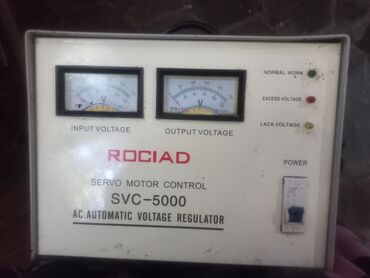 NORMAL WORK
EXCESS VOLTAGE
LACK VOLTAGE
V
V
INPUT VOLTAGE
OUTPUT VOLTAGE
ROCIAD
POWER
SERVO MOTOR CONTROL
SVC-5000
AC.AUTOMATIC VOLTAGE REGULATOR